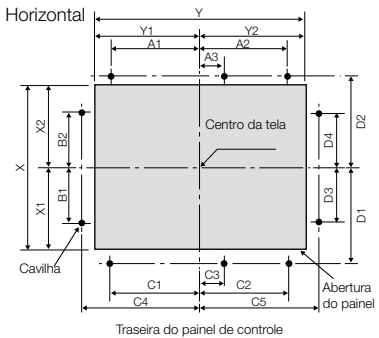 Horizontal
Y
Y1 Y2
A1 A2
A3
X
X2
X1
B2
B1
Centro da tela
D2
D4
D3
D1
Cavilha
C3
C1 C2
C4 C5
Abertura
do painel
Traseira do painel de controle